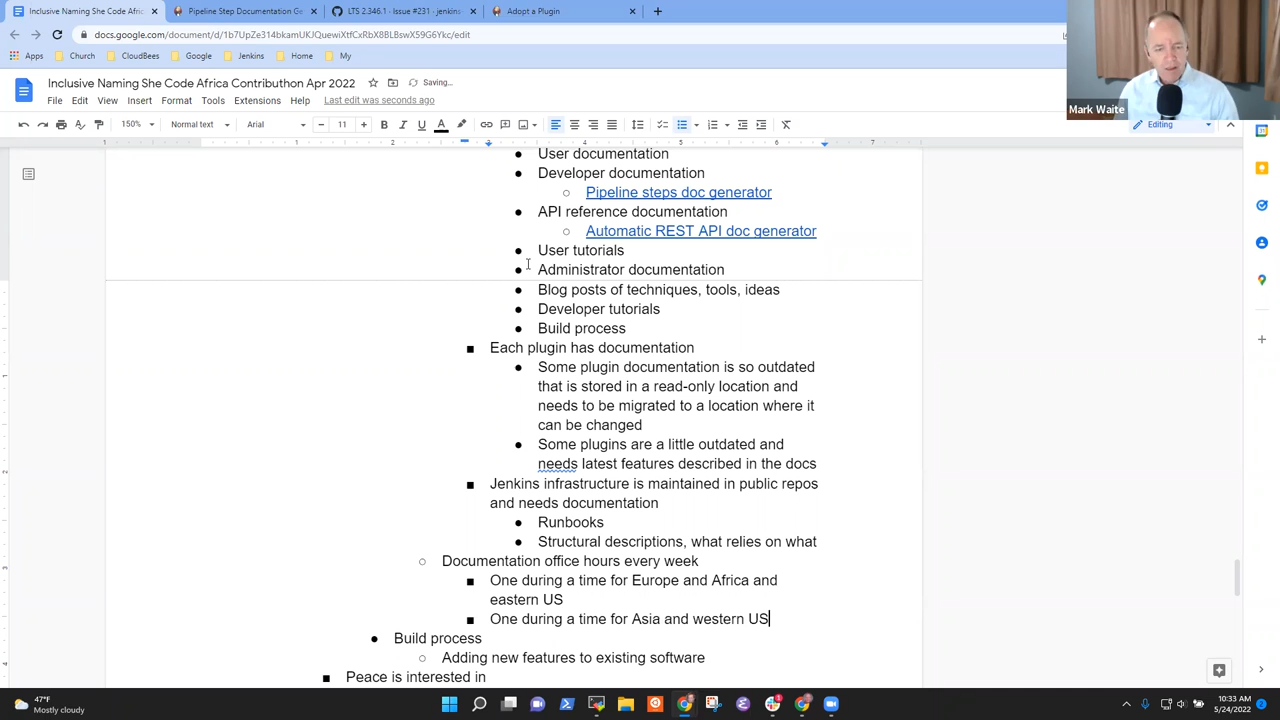 Inclusive Naming She Code Africa
Pipeline Step Documentation Ge
LTS 2.346.1 · Issue #231 · jenkins-
Adopt a Plugin
docs.google.com/document/d/1b7UpZe314bkamUKJQuewiXtfCxRbX8BLBswX59G6Ykc/edit
Apps
Church
CloudBees
Google
Jenkins
Home
My
Inclusive Naming She Code Africa Contributhon Apr 2022
Saving...
File Edit View Insert Format Tools Extensions Help
Last edit was seconds ago
150%
Normal text
Arial
11
Editing
Mark Waite
User documentation
Developer documentation
Pipeline steps doc generator
API reference documentation
Automatic REST API doc generator
User tutorials
Administrator documentation
Blog posts of techniques, tools, ideas
Developer tutorials
Build process
Each plugin has documentation
Some plugin documentation is so outdated
that is stored in a read-only location and
needs to be migrated to a location where it
can be changed
Some plugins are a little outdated and
needs latest features described in the docs
Jenkins infrastructure is maintained in public repos
and needs documentation
Runbooks
Structural descriptions, what relies on what
Documentation office hours every week
One during a time for Europe and Africa and
eastern US
One during a time for Asia and western US
Build process
Adding new features to existing software
Peace is interested in
47°F
Mostly cloudy
10:33 AM
5/24/2022